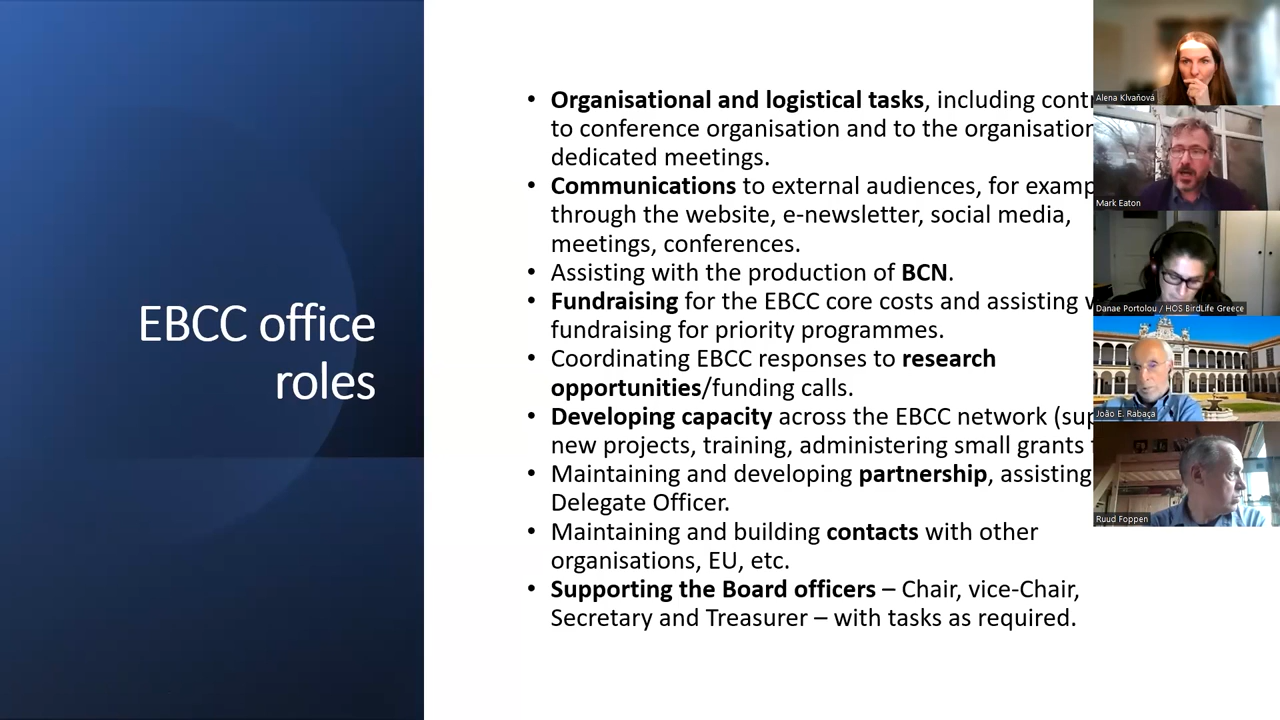 EBCC office
roles
• Organisational and logistical tasks, including
to conference organisation and to the
dedicated meetings.
• Communications to external audiences, for
through the website, e-newsletter, social media,
meetings, conferences.
• Assisting with the production of BCN.
• Fundraising for the EBCC core costs and assisting
fundraising for priority programmes.
• Coordinating EBCC responses to research
opportunities/funding calls.
• Developing capacity across the EBCC network
new projects, training, administering small grants
• Maintaining and developing partnership, assisting
Delegate Officer.
• Maintaining and building contacts with other
organisations, EU, etc.
• Supporting the Board officers – Chair, vice-Chair,
Secretary and Treasurer – with tasks as required.
Alena Klvaňová
Mark Eaton
Danae Portolou / HOS BirdLife Greece
João E. Rabaça
Ruud Foppen